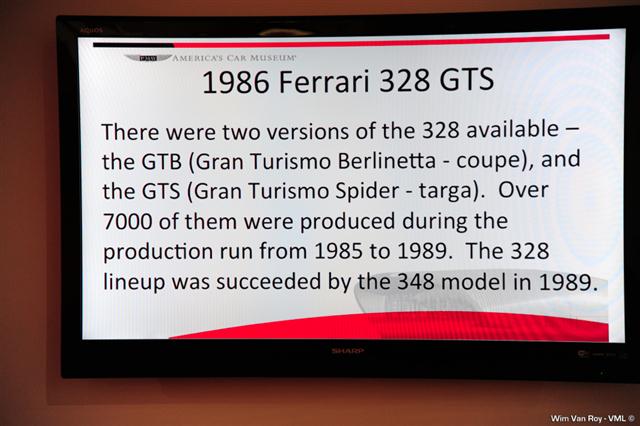 AQUOS
AMERICA'S CAR MUSEUM
1986 Ferrari 328 GTS
There were two versions of the 328 available –
the GTB (Gran Turismo Berlinetta - coupe), and
the GTS (Gran Turismo Spider - targa).  Over
7000 of them were produced during the
production run from 1985 to 1989.  The 328
lineup was succeeded by the 348 model in 1989.
SHARP
Wim Van Roy - VML ©